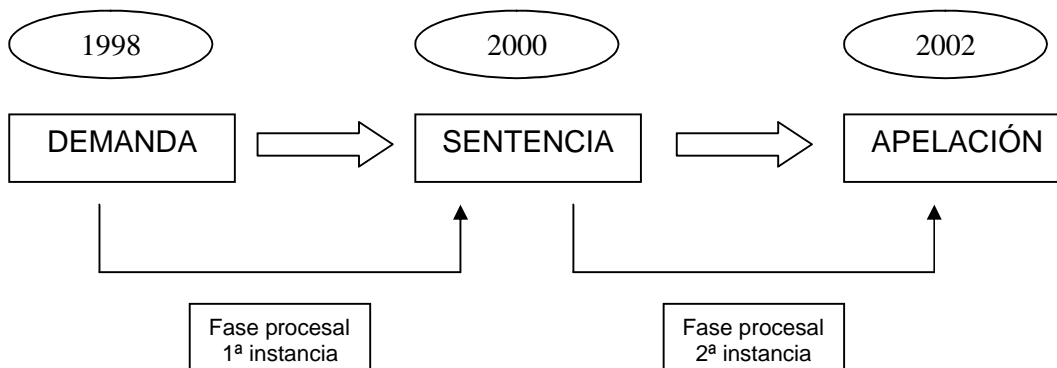 1998
2000
2002
DEMANDA
SENTENCIA
APELACIÓN
Fase procesal
1ª instancia
Fase procesal
2ª instancia